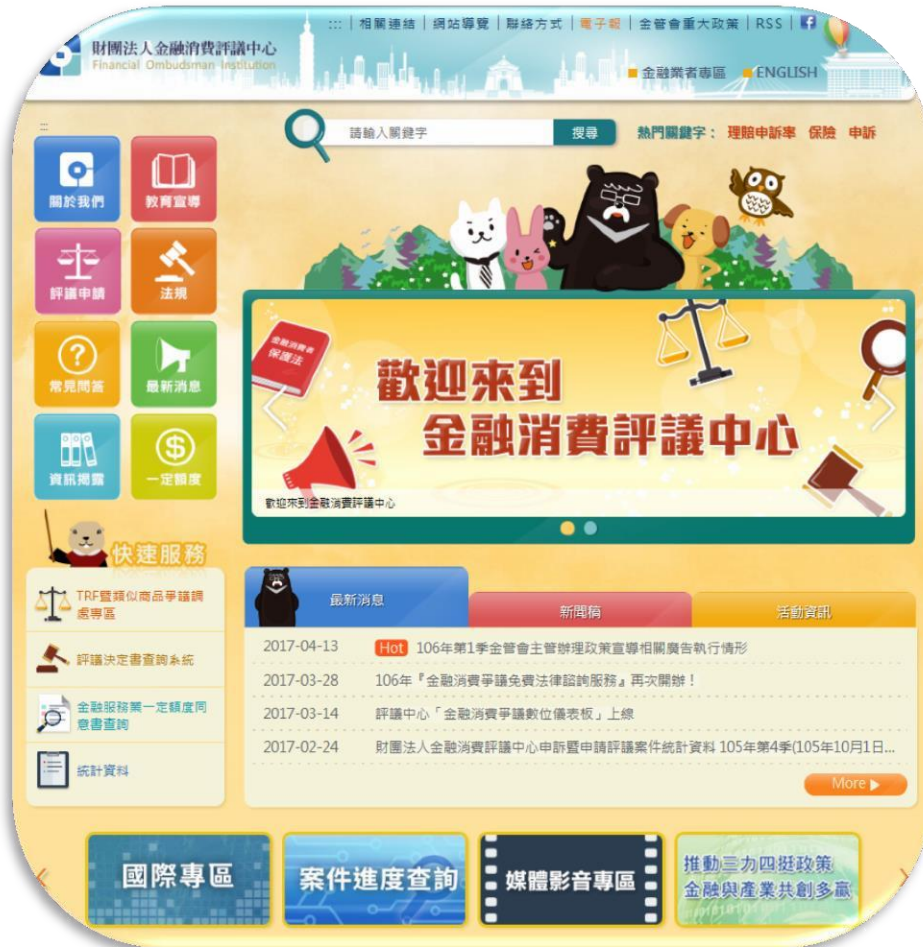 ::: | 相關連結 | 網站導覽 | 聯絡方式 | 電子報 | 金管會重大政策 | RSS |
財團法人金融消費評議中心
Financial Ombudsman Institution
金融業者專區
ENGLISH
:::
請輸入關鍵字
搜尋
熱門關鍵字： 理賠申訴率 保險 申訴
關於我們
教育宣導
評議申請
法規
常見問答
最新消息
資訊揭露
一定額度
金融消費者
保護法
歡迎來到
金融消費評議中心
歡迎來到金融消費評議中心
快速服務
TRF暨類似商品爭議調
處專區
評議決定書查詢系統
金融服務業一定額度同
意書查詢
統計資料
最新消息
新聞稿
活動資訊
2017-04-13 Hot 106年第1季金管會主管辦理政策宣導相關廣告執行情形
2017-03-28 106年『金融消費爭議免費法律諮詢服務』再次開辦！
2017-03-14 評議中心「金融消費爭議數位儀表板」上線
2017-02-24 財團法人金融消費評議中心申訴暨申請評議案件統計資料 105年第4季(105年10月1日...
More
國際專區
案件進度查詢
媒體影音專區
推動三力四挺政策
金融與產業共創多贏